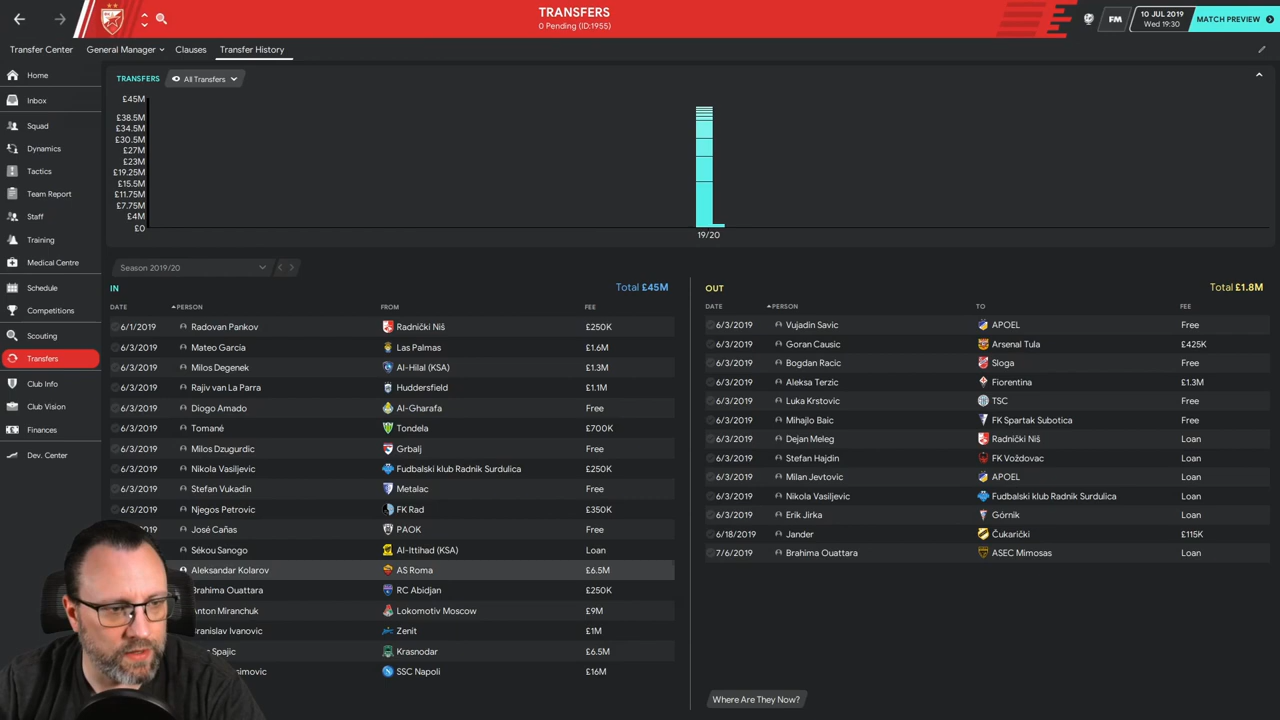 TRANSFERS
0 Pending (ID:1955)
FM
10 JUL 2019
Wed 19:30
MATCH PREVIEW
Transfer Center General Manager Clauses Transfer History
Home
Inbox
Squad
Dynamics
Tactics
Team Report
Staff
Training
Medical Centre
Schedule
Competitions
Scouting
Transfers
Club Info
Club Vision
Finances
Dev. Center
TRANSFERS All Transfers
£45M
£38.5M
£34.5M
£30.5M
£27M
£23M
£19.25M
£15.5M
£11.75M
£7.75M
£4M
£0
19/20
Season 2019/20
IN Total £45M
DATE PERSON FROM FEE
6/1/2019 Radovan Pankov Radnički Niš £250K
6/3/2019 Mateo García Las Palmas £1.6M
6/3/2019 Milos Degenek Al-Hilal (KSA) £1.3M
6/3/2019 Rajiv van La Parra Huddersfield £1.1M
6/3/2019 Diogo Amado Al-Gharafa Free
6/3/2019 Tomané Tondela £700K
6/3/2019 Milos Dzugurdic Grbalj Free
6/3/2019 Nikola Vasiljevic Fudbalski klub Radnik Surdulica £250K
6/3/2019 Stefan Vukadin Metalac Free
6/3/2019 Njegos Petrovic FK Rad £350K
/2019 José Cañas PAOK Free
Sékou Sanogo Al-Ittihad (KSA) Loan
Aleksandar Kolarov AS Roma £6.5M
Brahima Ouattara RC Abidjan £250K
Anton Miranchuk Lokomotiv Moscow £9M
Branislav Ivanovic Zenit £1M
Spajic Krasnodar £6.5M
simovic SSC Napoli £16M
OUT Total £1.8M
DATE PERSON TO FEE
6/3/2019 Vujadin Savic APOEL Free
6/3/2019 Goran Causic Arsenal Tula £425K
6/3/2019 Bogdan Racic Sloga Free
6/3/2019 Aleksa Terzic Fiorentina £1.3M
6/3/2019 Luka Krstovic TSC Free
6/3/2019 Mihajlo Baic FK Spartak Subotica Free
6/3/2019 Dejan Meleg Radnički Niš Loan
6/3/2019 Stefan Hajdin FK Voždovac Loan
6/3/2019 Milan Jevtovic APOEL Loan
6/3/2019 Nikola Vasiljevic Fudbalski klub Radnik Surdulica Loan
6/3/2019 Erik Jirka Górnik Loan
6/18/2019 Jander Čukarički £115K
7/6/2019 Brahima Ouattara ASEC Mimosas Loan
Where Are They Now?